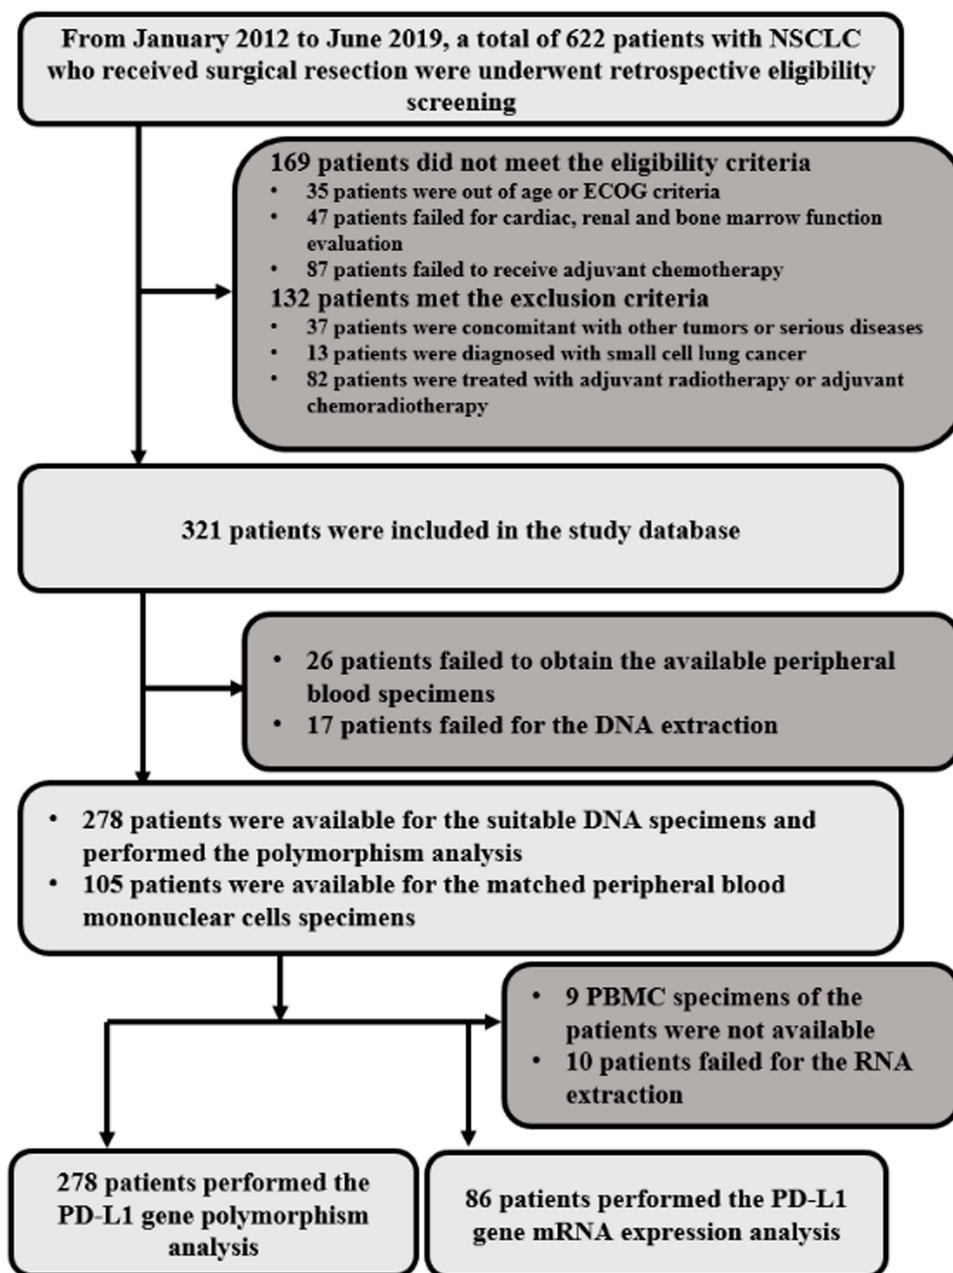 From January 2012 to June 2019, a total of 622 patients with NSCLC
who received surgical resection were underwent retrospective eligibility
screening
169 patients did not meet the eligibility criteria
• 35 patients were out of age or ECOG criteria
• 47 patients failed for cardiac, renal and bone marrow function
evaluation
• 87 patients failed to receive adjuvant chemotherapy
132 patients met the exclusion criteria
• 37 patients were concomitant with other tumors or serious diseases
• 13 patients were diagnosed with small cell lung cancer
• 82 patients were treated with adjuvant radiotherapy or adjuvant
chemoradiotherapy
321 patients were included in the study database
• 26 patients failed to obtain the available peripheral
blood specimens
• 17 patients failed for the DNA extraction
• 278 patients were available for the suitable DNA specimens and
performed the polymorphism analysis
• 105 patients were available for the matched peripheral blood
mononuclear cells specimens
• 9 PBMC specimens of the
patients were not available
• 10 patients failed for the RNA
extraction
278 patients performed the
PD-L1 gene polymorphism
analysis
86 patients performed the PD-L1
gene mRNA expression analysis